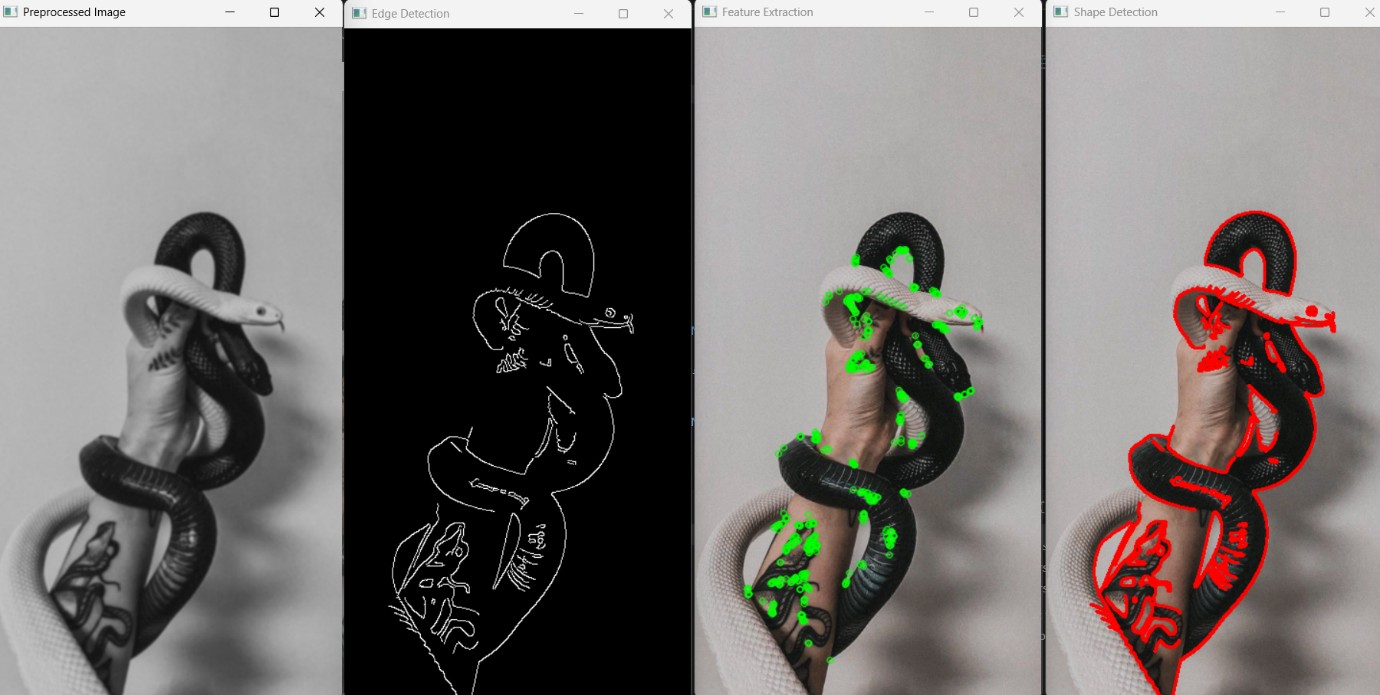 Preprocessed Image
Edge Detection
Feature Extraction
Shape Detection